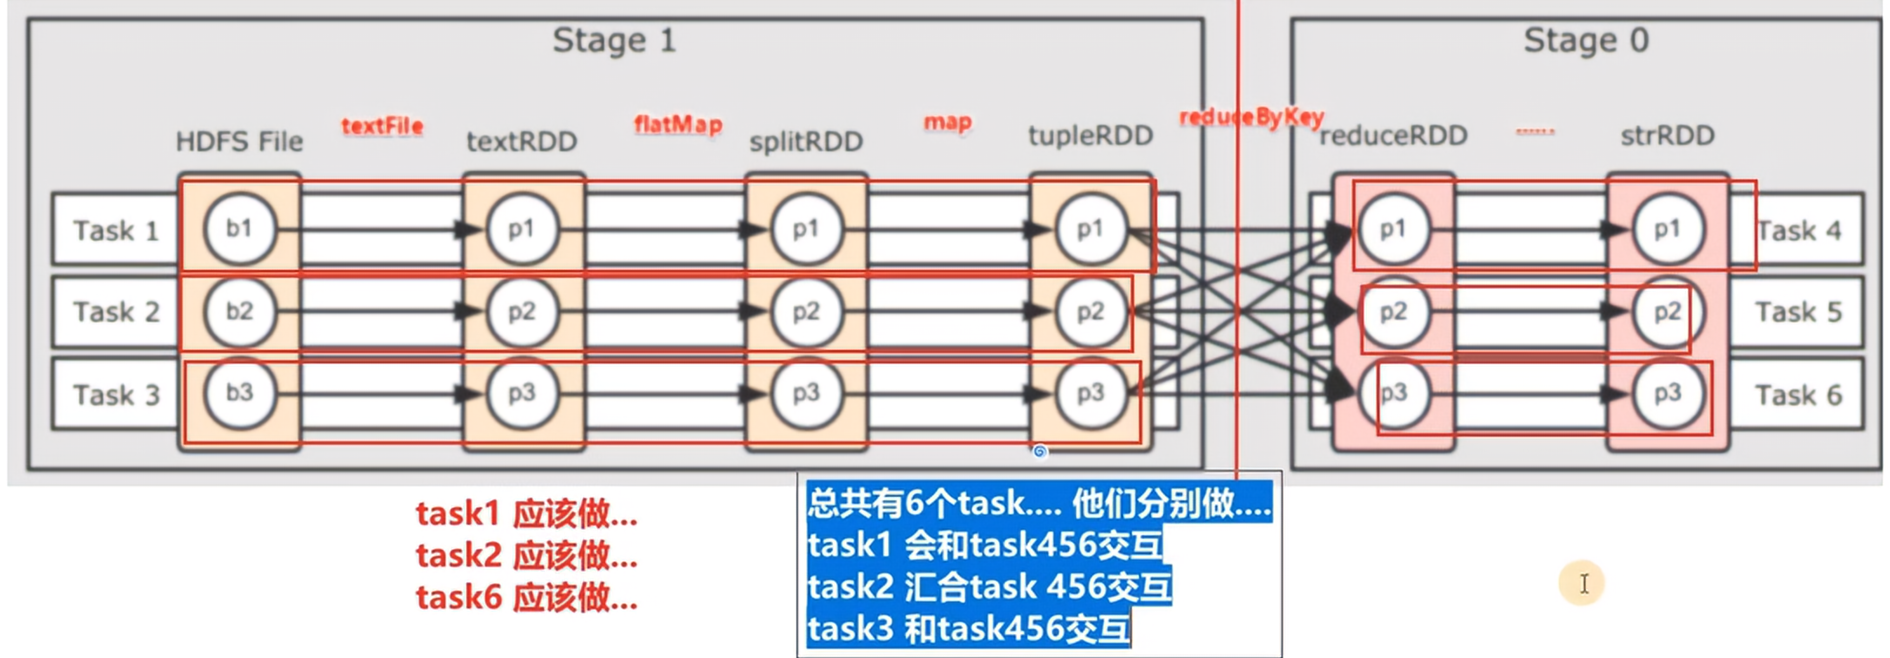 Stage 1
Stage 0
HDFS File
textFile
textRDD
flatMap
splitRDD
map
tupleRDD
reduceByKey
reduceRDD
......
strRDD
Task 1
b1
p1
p1
p1
p1
p1
Task 4
Task 2
b2
p2
p2
p2
p2
p2
Task 5
Task 3
b3
p3
p3
p3
p3
p3
Task 6
task1 应该做...
task2 应该做...
task6 应该做...
总共有6个task.... 他们分别做....
task1 会和task456交互
task2 汇合task 456交互
task3 和task456交互